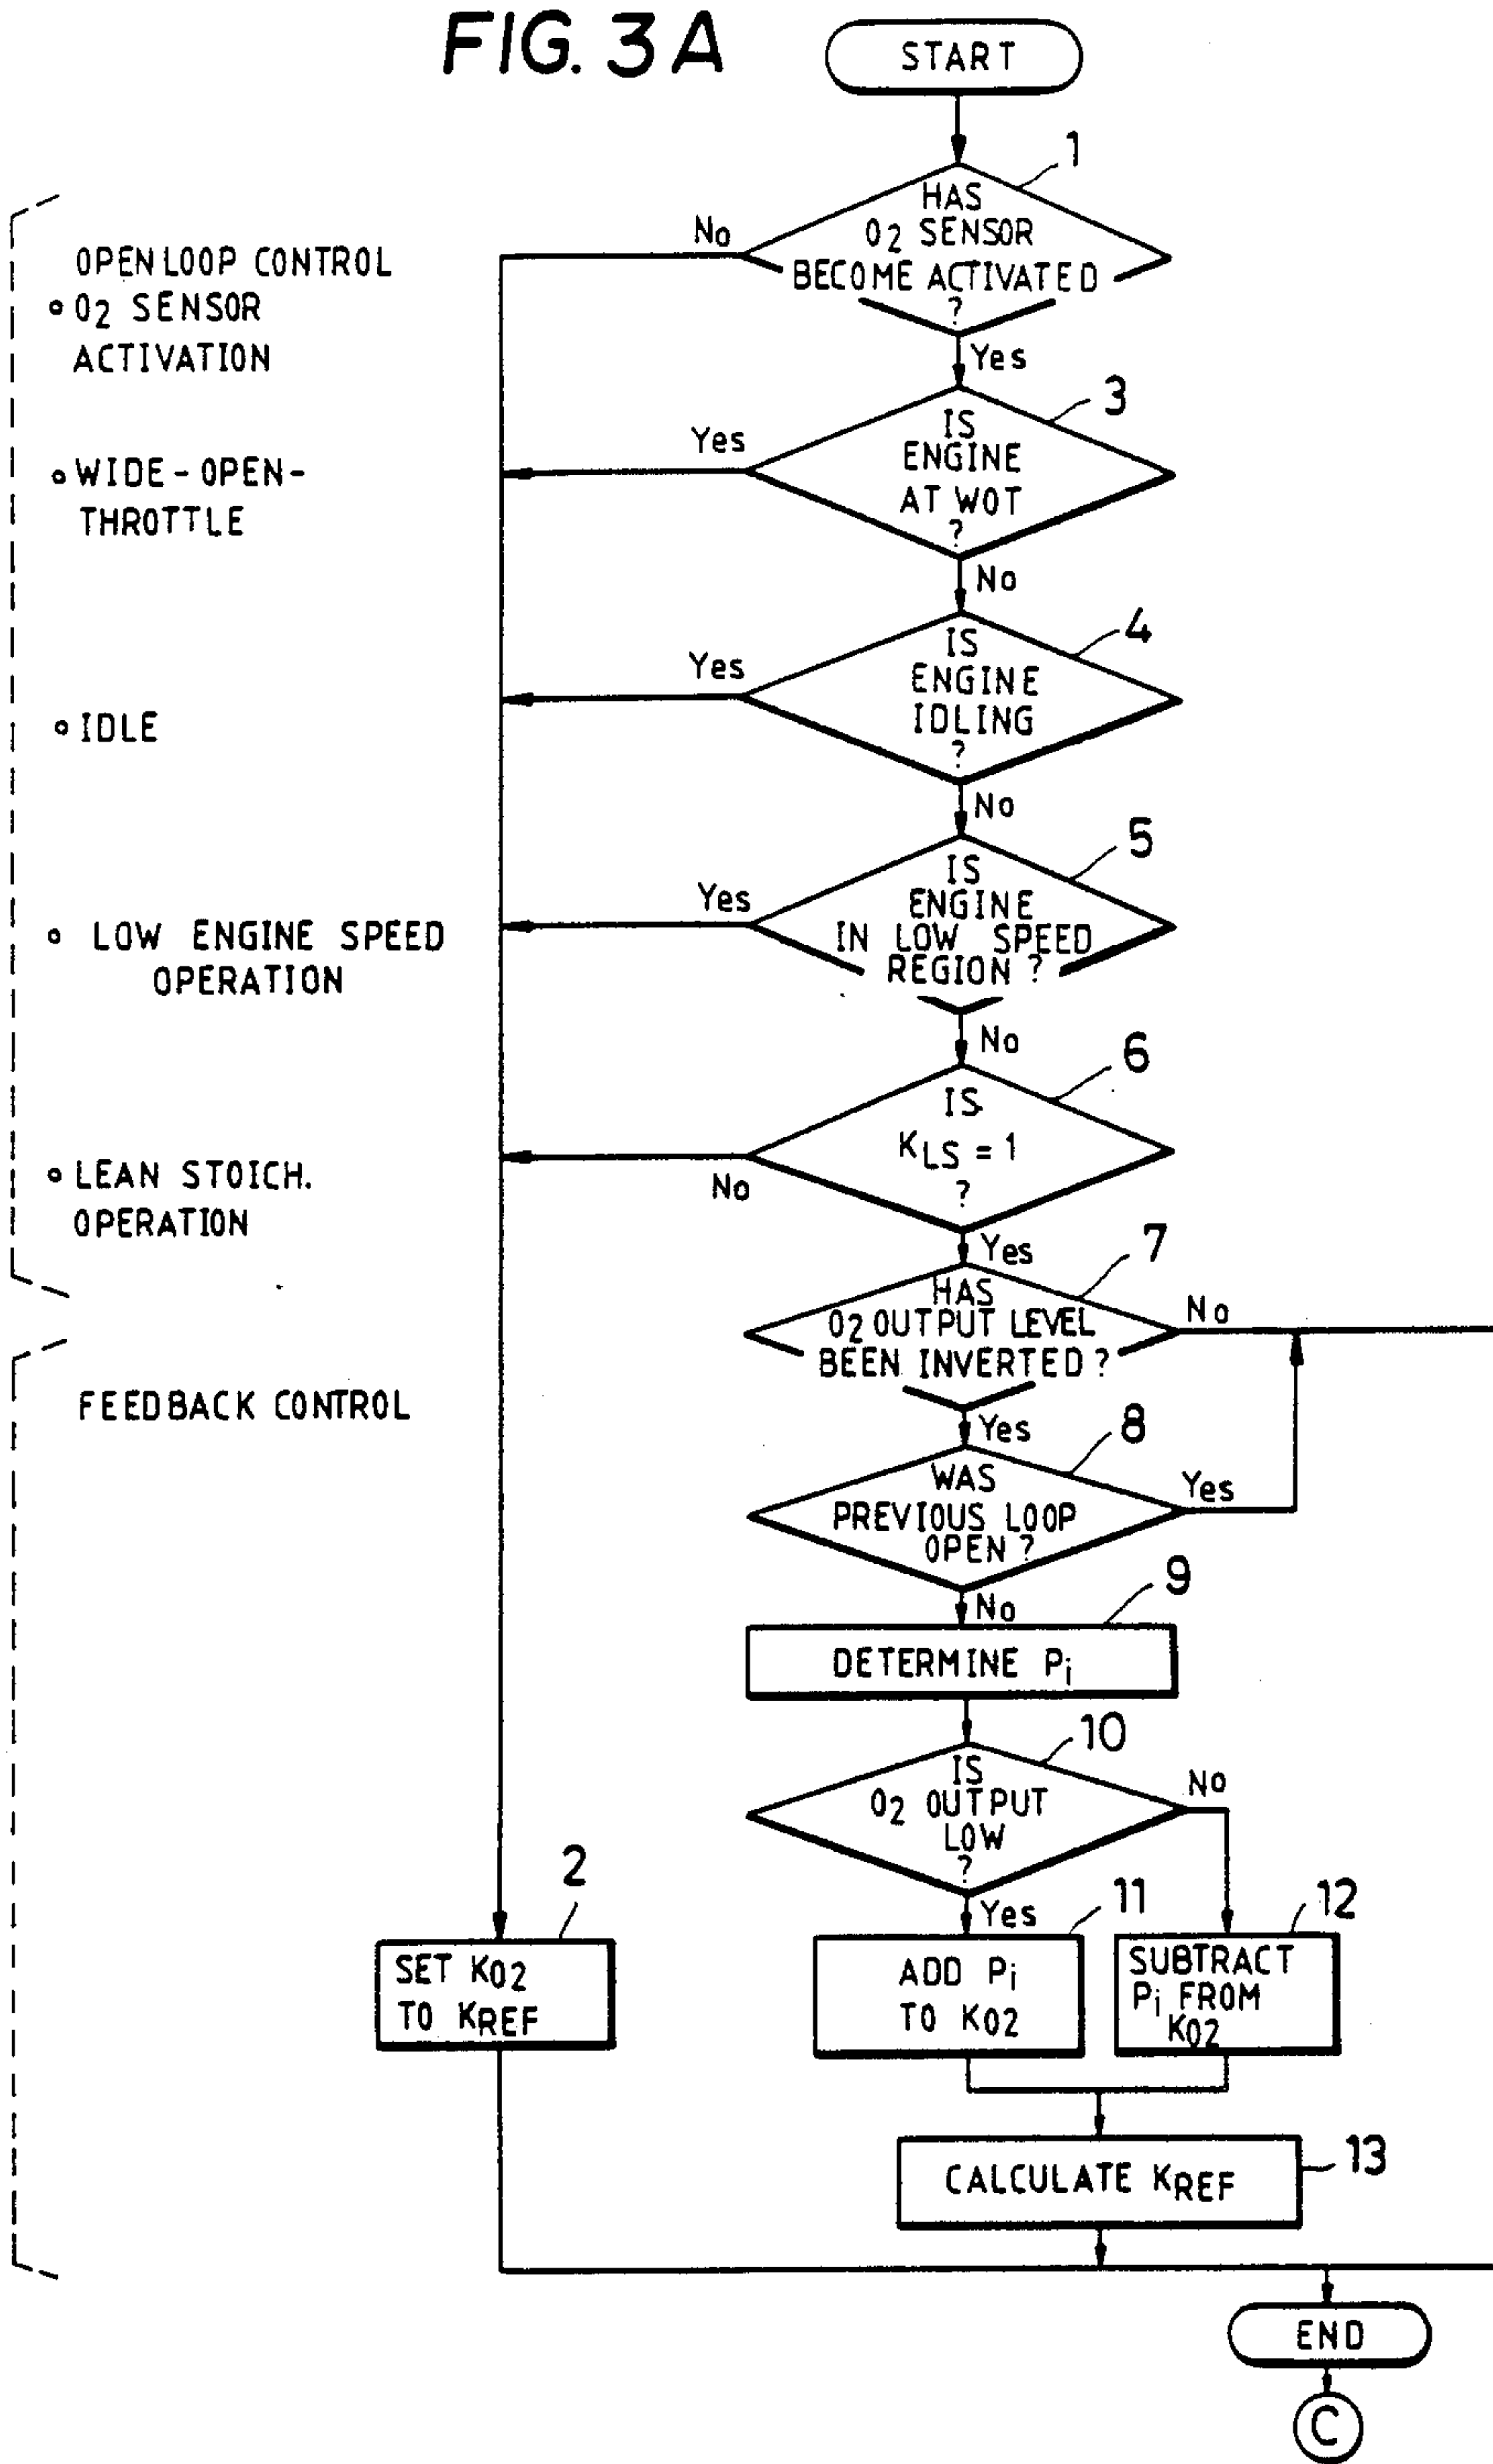 FIG. 3A
START
1
HAS
O2 SENSOR
BECOME ACTIVATED
?
No
Yes
OPEN LOOP CONTROL
o O2 SENSOR
ACTIVATION
3
IS
ENGINE
AT WOT
?
Yes
No
o WIDE-OPEN-
THROTTLE
4
IS
ENGINE
IDLING
?
Yes
No
o IDLE
5
IS
ENGINE
IN LOW SPEED
REGION ?
Yes
No
o LOW ENGINE SPEED
OPERATION
6
IS
KLS = 1
?
No
Yes
o LEAN STOICH.
OPERATION
7
HAS
O2 OUTPUT LEVEL
BEEN INVERTED ?
No
Yes
FEEDBACK CONTROL
8
WAS
PREVIOUS LOOP
OPEN ?
Yes
No
9
DETERMINE Pi
10
IS
O2 OUTPUT
LOW
?
No
Yes
2
SET KO2
TO KREF
11
ADD Pi
TO KO2
12
SUBTRACT
Pi FROM
KO2
13
CALCULATE KREF
END
C